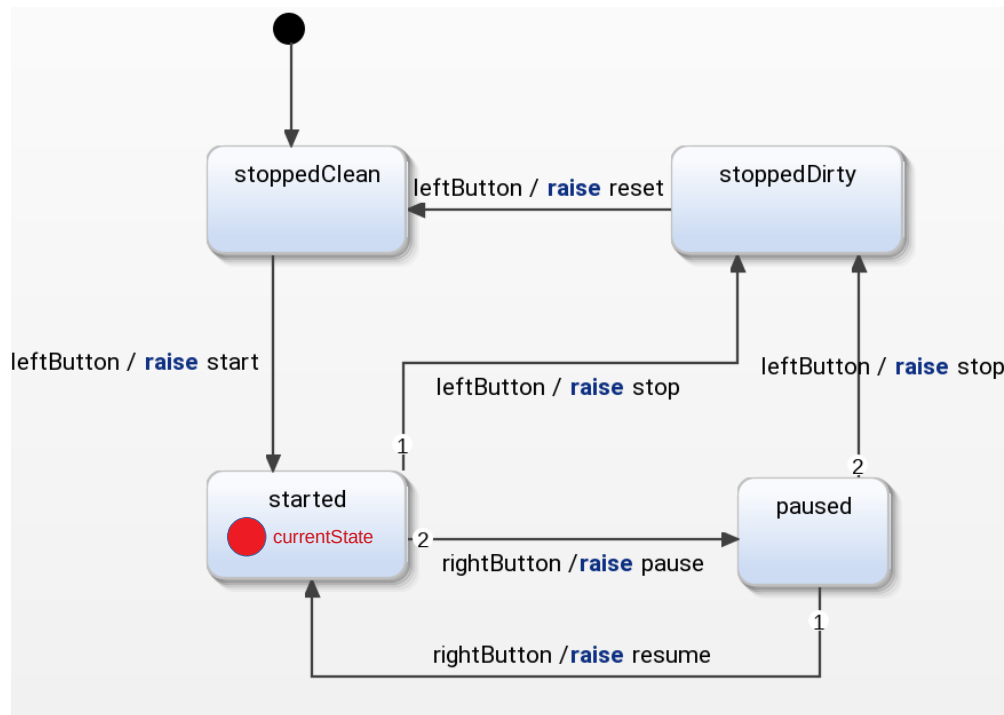 stoppedClean
stoppedDirty
leftButton / raise reset
leftButton / raise start
leftButton / raise stop
leftButton / raise stop
1
2
started
currentState
2
paused
rightButton /raise pause
1
rightButton /raise resume